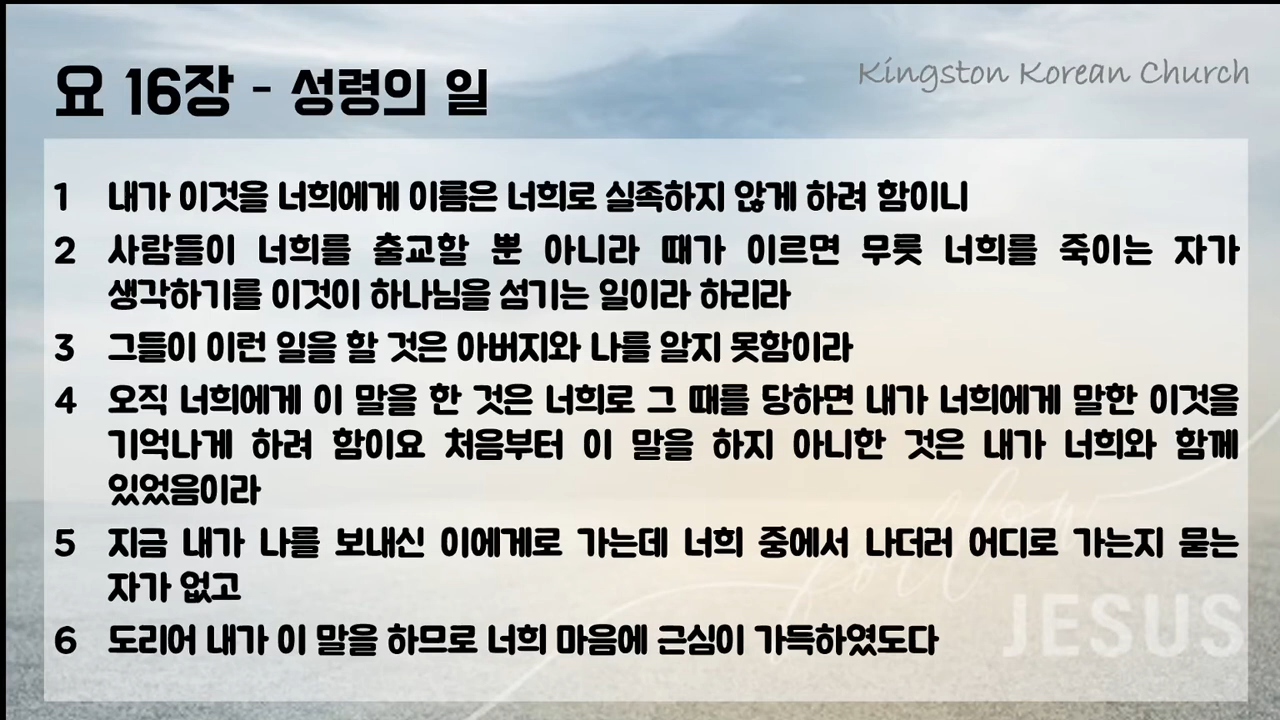 요 16장 - 성령의 일
Kingston Korean Church
1 내가 이것을 너희에게 이름은 너희로 실족하지 않게 하려 함이니
2 사람들이 너희를 출교할 뿐 아니라 때가 이르면 무릇 너희를 죽이는 자가
생각하기를 이것이 하나님을 섬기는 일이라 하리라
3 그들이 이런 일을 할 것은 아버지와 나를 알지 못함이라
4 오직 너희에게 이 말을 한 것은 너희로 그 때를 당하면 내가 너희에게 말한 이것을
기억나게 하려 함이요 처음부터 이 말을 하지 아니한 것은 내가 너희와 함께
있었음이라
5 지금 내가 나를 보내신 이에게로 가는데 너희 중에서 나더러 어디로 가는지 묻는
자가 없고
6 도리어 내가 이 말을 하므로 너희 마음에 근심이 가득하였도다
follow
JESUS